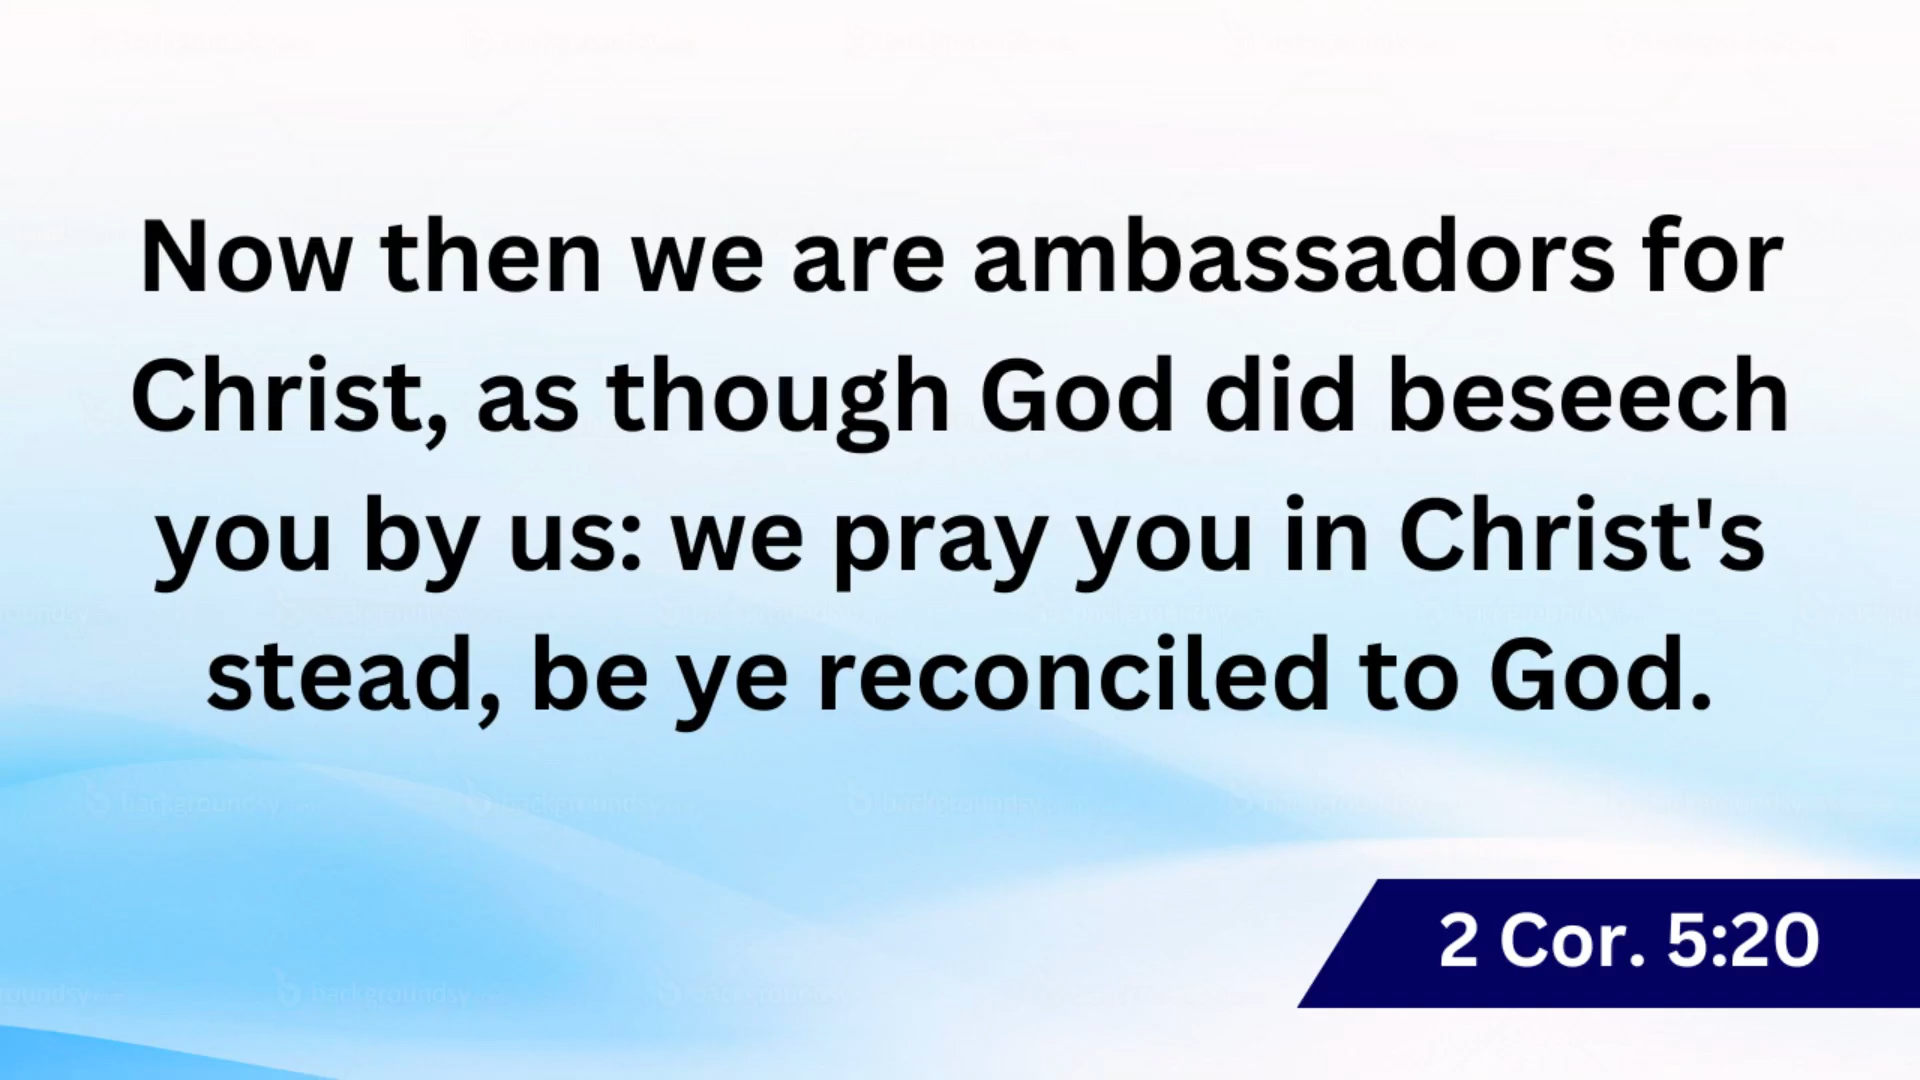 Now then we are ambassadors for
Christ, as though God did beseech
you by us: we pray you in Christ's
stead, be ye reconciled to God.
2 Cor. 5:20